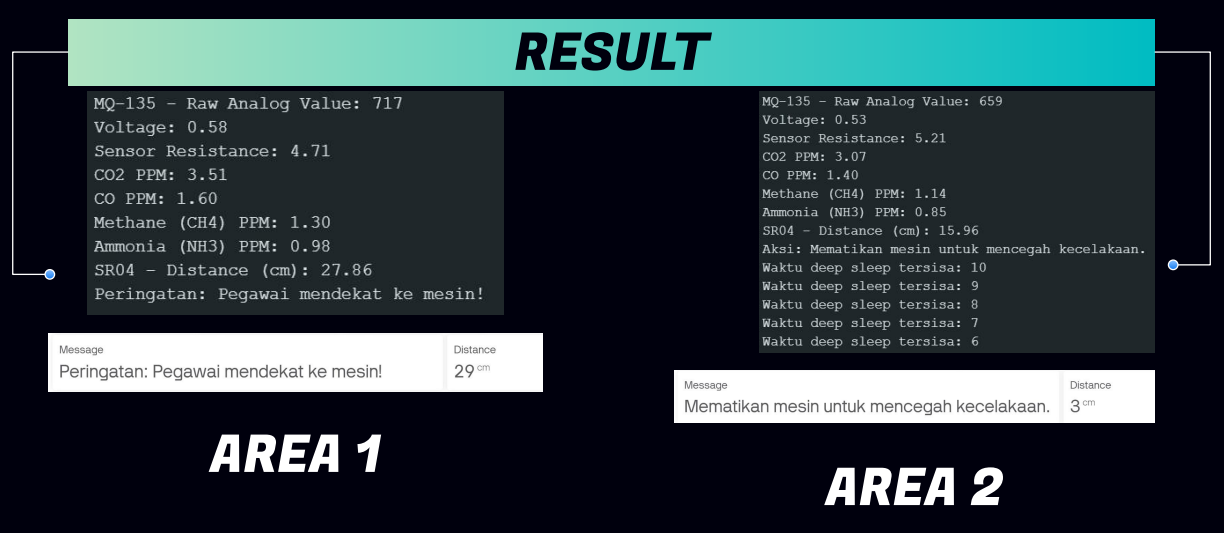 RESULT
MQ-135 - Raw Analog Value: 717
Voltage: 0.58
Sensor Resistance: 4.71
CO2 PPM: 3.51
CO PPM: 1.60
Methane (CH4) PPM: 1.30
Ammonia (NH3) PPM: 0.98
SR04 - Distance (cm): 27.86
Peringatan: Pegawai mendekat ke mesin!
Message
Distance
Peringatan: Pegawai mendekat ke mesin!
29 cm
AREA 1
MQ-135 - Raw Analog Value: 659
Voltage: 0.53
Sensor Resistance: 5.21
CO2 PPM: 3.07
CO PPM: 1.40
Methane (CH4) PPM: 1.14
Ammonia (NH3) PPM: 0.85
SR04 - Distance (cm): 15.96
Aksi: Mematikan mesin untuk mencegah kecelakaan.
Waktu deep sleep tersisa: 10
Waktu deep sleep tersisa: 9
Waktu deep sleep tersisa: 8
Waktu deep sleep tersisa: 7
Waktu deep sleep tersisa: 6
Message
Distance
Mematikan mesin untuk mencegah kecelakaan.
3 cm
AREA 2